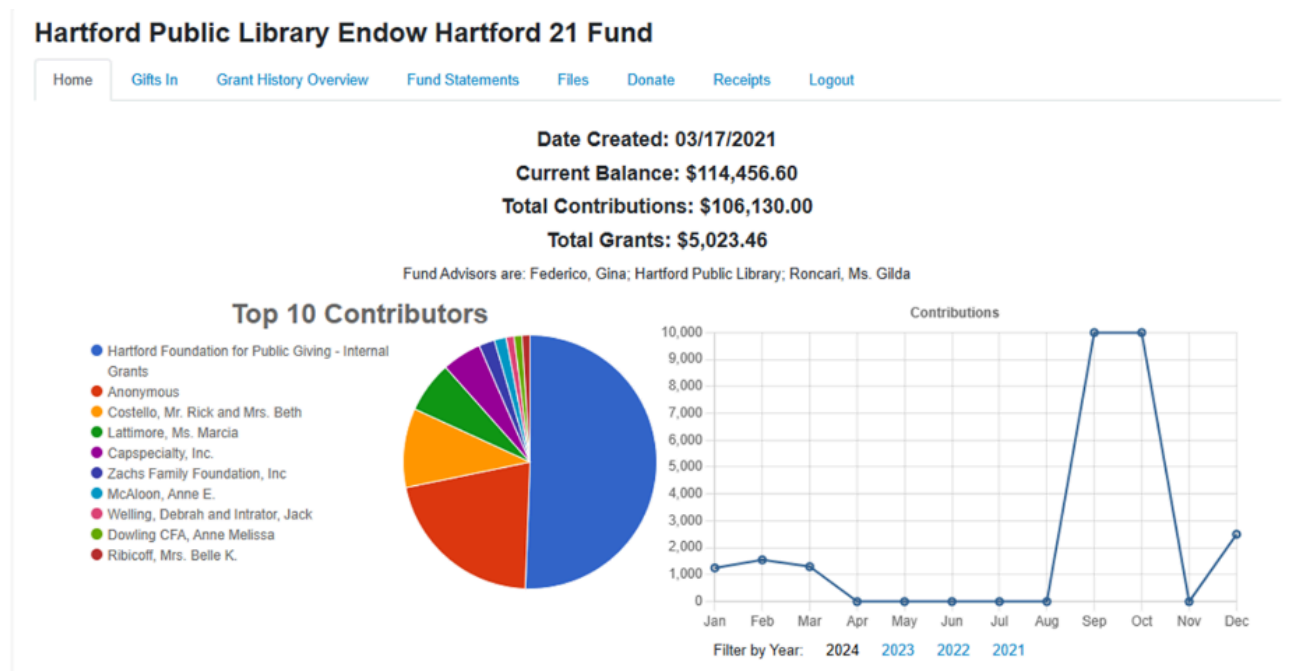 Hartford Public Library Endow Hartford 21 Fund
Home Gifts In Grant History Overview Fund Statements Files Donate Receipts Logout
Date Created: 03/17/2021
Current Balance: $114,456.60
Total Contributions: $106,130.00
Total Grants: $5,023.46
Fund Advisors are: Federico, Gina; Hartford Public Library; Roncari, Ms. Gilda
Top 10 Contributors
Hartford Foundation for Public Giving - Internal
Grants
Anonymous
Costello, Mr. Rick and Mrs. Beth
Lattimore, Ms. Marcia
Capspecialty, Inc.
Zachs Family Foundation, Inc
McAloon, Anne E.
Welling, Debrah and Intrator, Jack
Dowling CFA, Anne Melissa
Ribicoff, Mrs. Belle K.
Contributions
10,000
9,000
8,000
7,000
6,000
5,000
4,000
3,000
2,000
1,000
0
Jan Feb Mar Apr May Jun Jul Aug Sep Oct Nov Dec
Filter by Year: 2024 2023 2022 2021